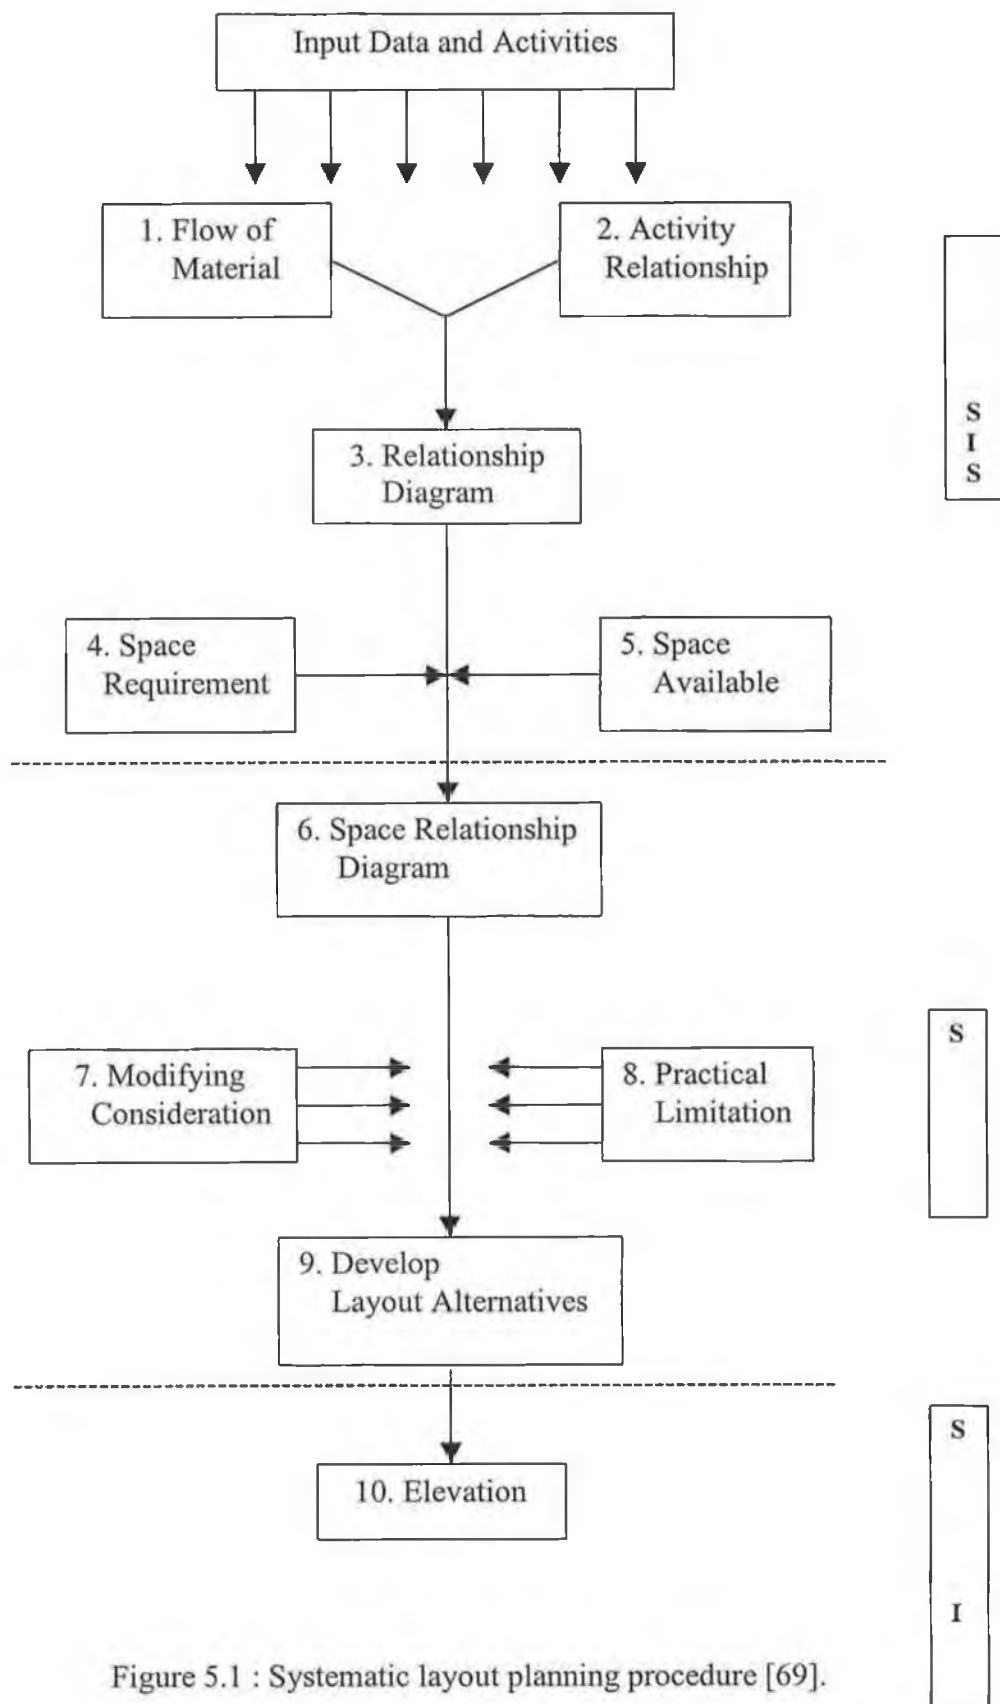 Input Data and Activities
1. Flow of
Material
2. Activity
Relationship
3. Relationship
Diagram
S
I
S
4. Space
Requirement
5. Space
Available
6. Space Relationship
Diagram
7. Modifying
Consideration
8. Practical
Limitation
S
9. Develop
Layout Alternatives
10. Elevation
S
I
Figure 5.1 : Systematic layout planning procedure [69].